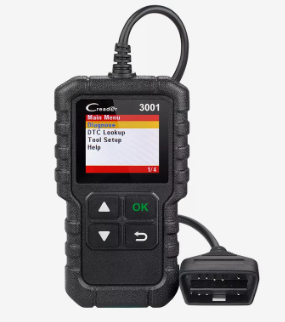 Creader 3001
Main Menu
Diagnose
DTC Lookup
Tool Setup
Help
1/4
OK